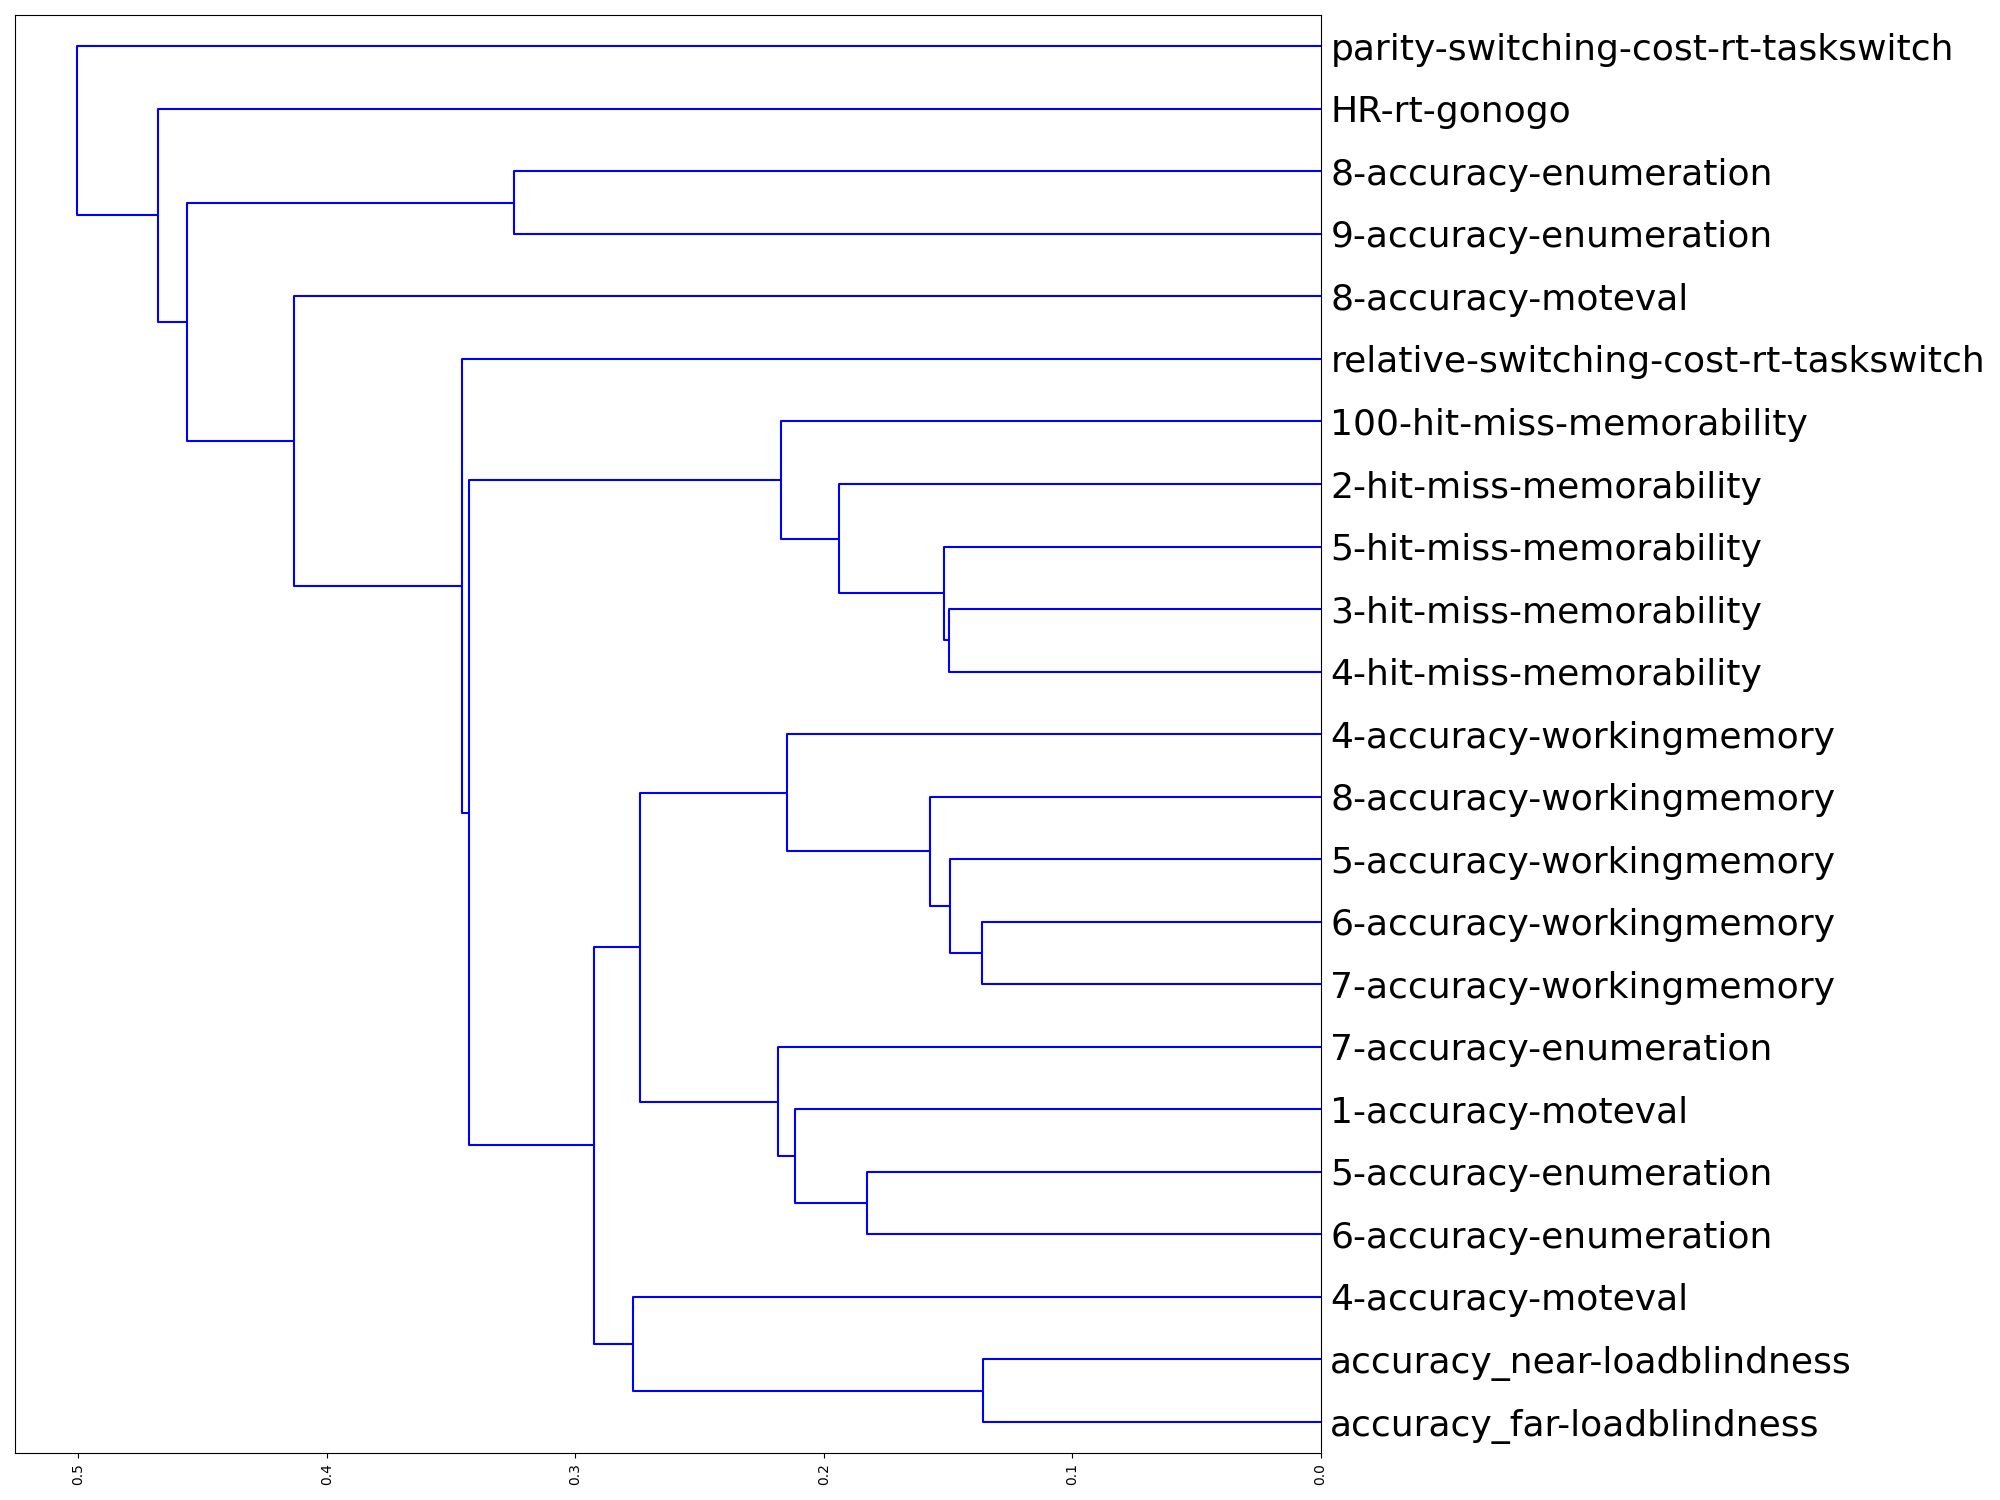 parity-switching-cost-rt-taskswitch
HR-rt-gonogo
8-accuracy-enumeration
9-accuracy-enumeration
8-accuracy-moteval
relative-switching-cost-rt-taskswitch
100-hit-miss-memorability
2-hit-miss-memorability
5-hit-miss-memorability
3-hit-miss-memorability
4-hit-miss-memorability
4-accuracy-workingmemory
8-accuracy-workingmemory
5-accuracy-workingmemory
6-accuracy-workingmemory
7-accuracy-workingmemory
7-accuracy-enumeration
1-accuracy-moteval
5-accuracy-enumeration
6-accuracy-enumeration
4-accuracy-moteval
accuracy_near-loadblindness
accuracy_far-loadblindness
0.5 0.4 0.3 0.2 0.1 0.0